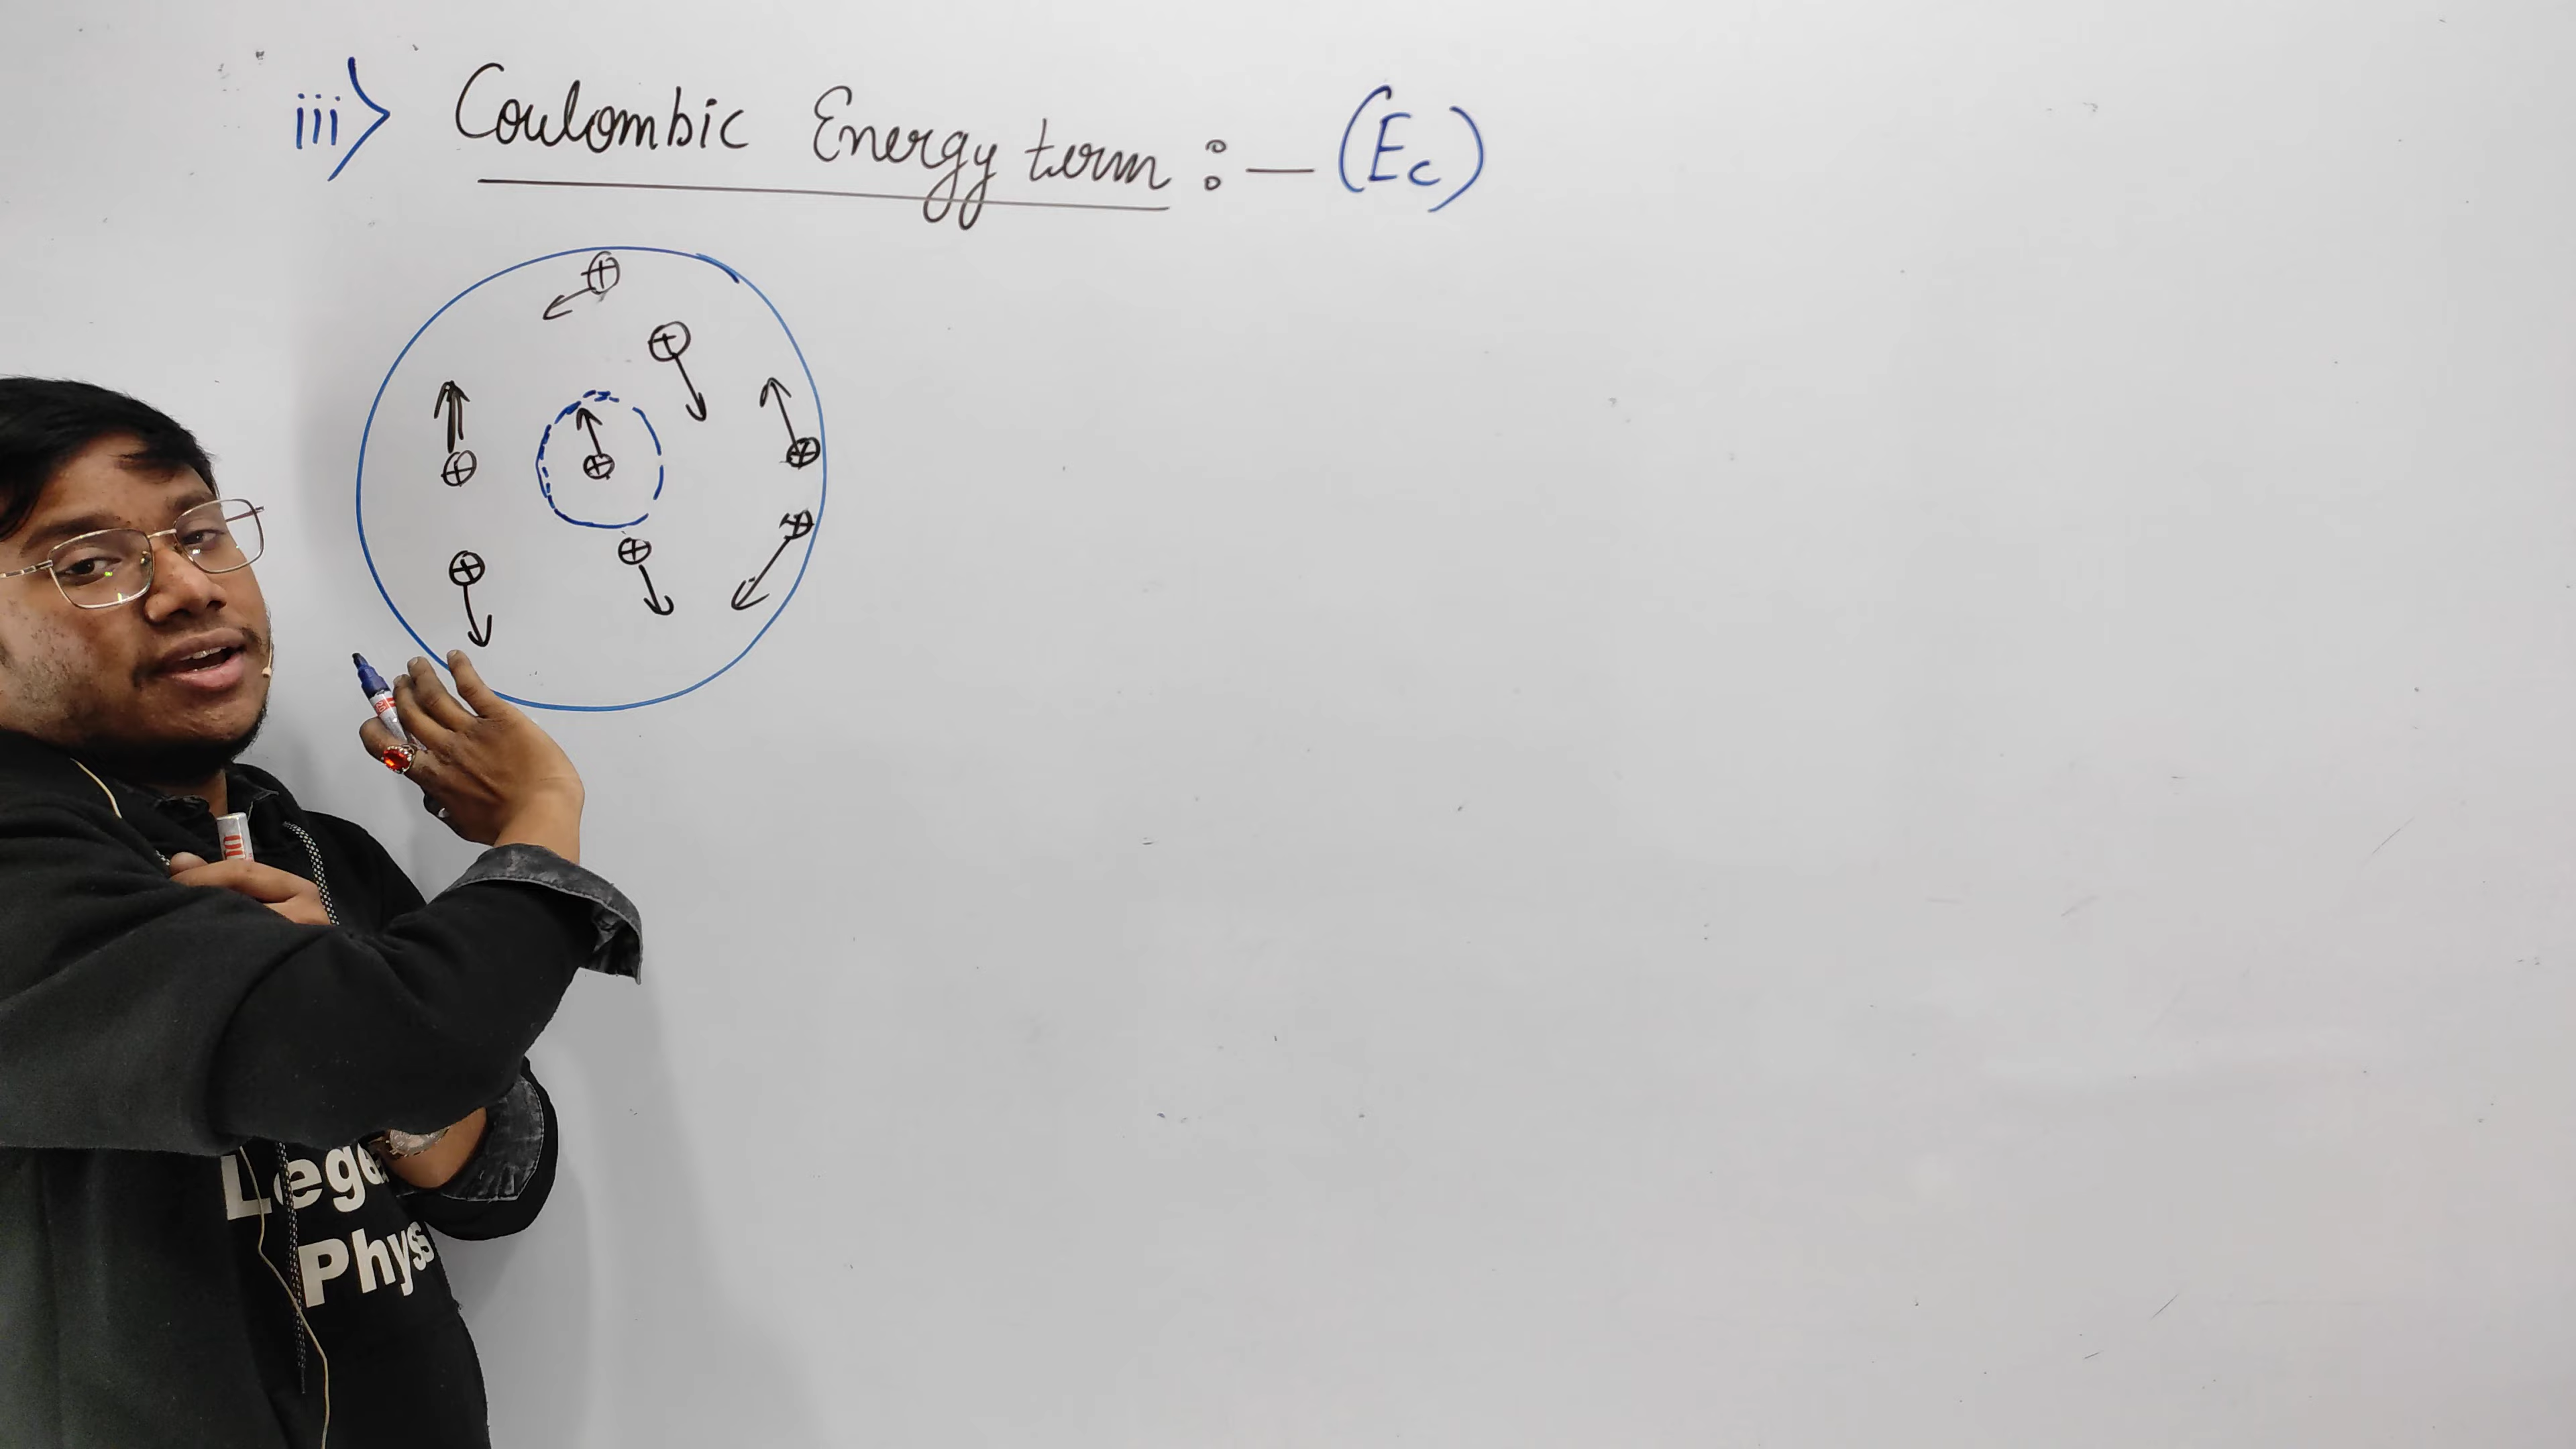 iii> Coulombic Energy term :— (Ec)
Lege
Phys